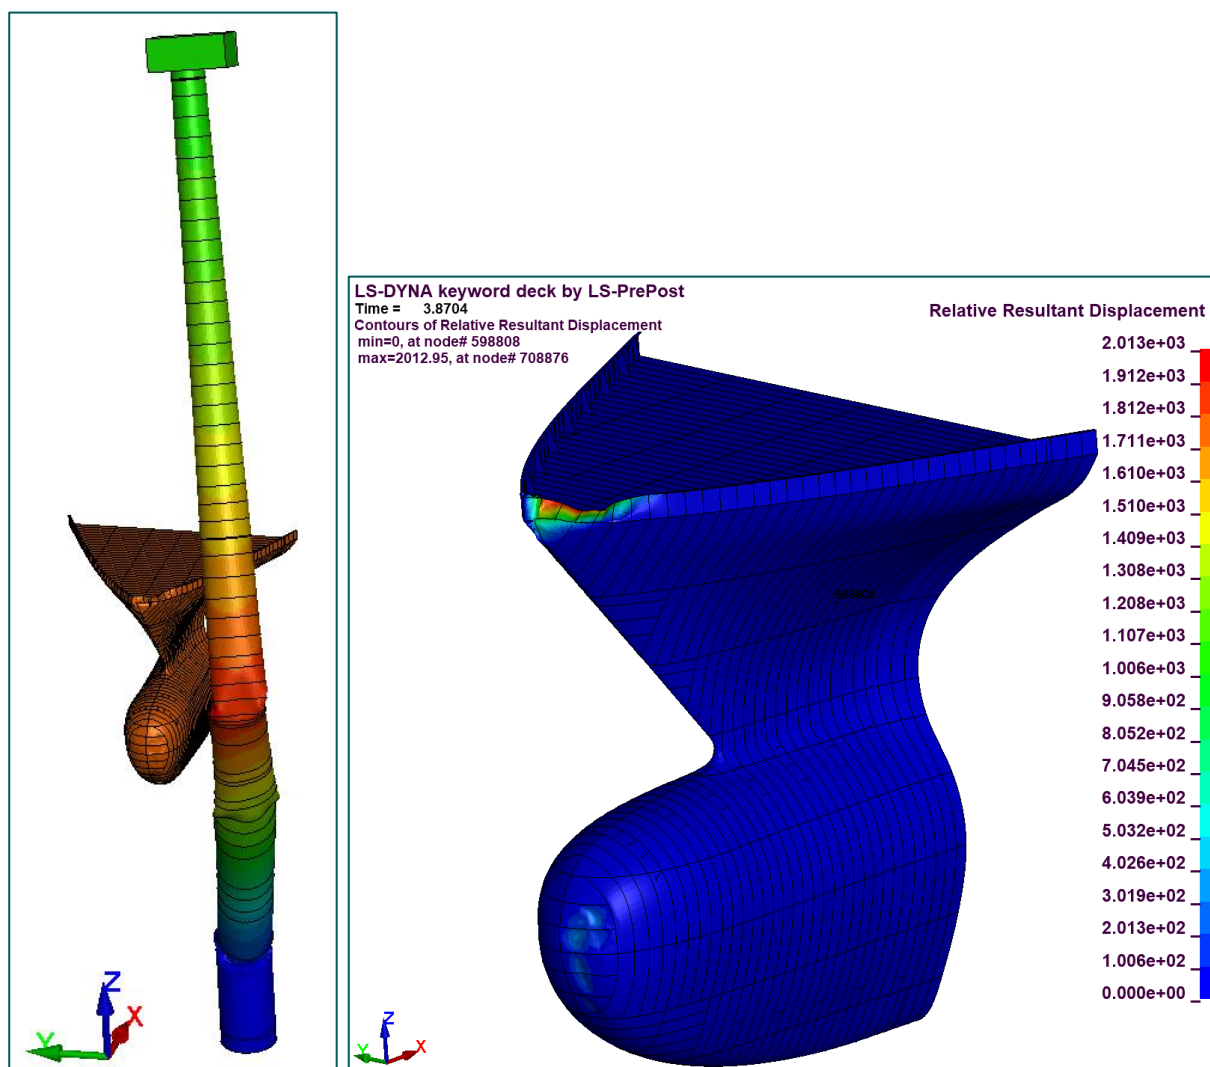 LS-DYNA keyword deck by LS-PrePost
Time = 3.8704
Contours of Relative Resultant Displacement
min=0, at node# 598808
max=2012.95, at node# 708876
Relative Resultant Displacement
2.013e+03
1.912e+03
1.812e+03
1.711e+03
1.610e+03
1.510e+03
1.409e+03
1.308e+03
1.208e+03
1.107e+03
1.006e+03
9.058e+02
8.052e+02
7.045e+02
6.039e+02
5.032e+02
4.026e+02
3.019e+02
2.013e+02
1.006e+02
0.000e+00
598808
Z
X
Y
Z
X
Y